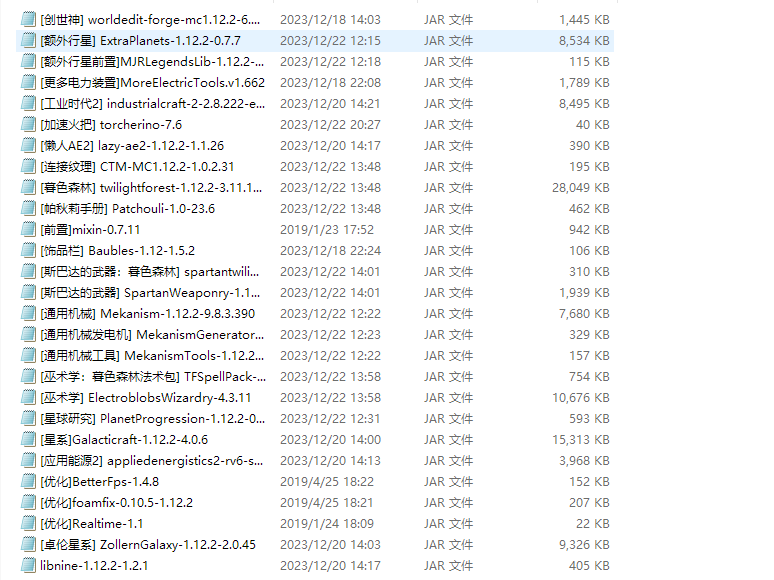 [创世神] worldedit-forge-mc1.12.2-6.... 2023/12/18 14:03 JAR 文件 1,445 KB
[额外行星] ExtraPlanets-1.12.2-0.7.7 2023/12/22 12:15 JAR 文件 8,534 KB
[额外行星前置]MJRLegendsLib-1.12.2-... 2023/12/22 12:18 JAR 文件 115 KB
[更多电力装置]MoreElectricTools.v1.662 2023/12/18 22:08 JAR 文件 1,789 KB
[工业时代2] industrialcraft-2-2.8.222-e... 2023/12/20 14:21 JAR 文件 8,495 KB
[加速火把] torcherino-7.6 2023/12/22 20:27 JAR 文件 40 KB
[懒人AE2] lazy-ae2-1.12.2-1.1.26 2023/12/20 14:17 JAR 文件 390 KB
[连接纹理] CTM-MC1.12.2-1.0.2.31 2023/12/22 13:48 JAR 文件 195 KB
[暮色森林] twilightforest-1.12.2-3.11.1... 2023/12/22 13:48 JAR 文件 28,049 KB
[帕秋莉手册] Patchouli-1.0-23.6 2023/12/22 13:48 JAR 文件 462 KB
[前置]mixin-0.7.11 2019/1/23 17:52 JAR 文件 942 KB
[饰品栏] Baubles-1.12-1.5.2 2023/12/18 22:24 JAR 文件 106 KB
[斯巴达的武器：暮色森林] spartantwili... 2023/12/22 14:01 JAR 文件 310 KB
[斯巴达的武器] SpartanWeaponry-1.1... 2023/12/22 14:01 JAR 文件 1,939 KB
[通用机械] Mekanism-1.12.2-9.8.3.390 2023/12/22 12:22 JAR 文件 7,680 KB
[通用机械发电机] MekanismGenerator... 2023/12/22 12:23 JAR 文件 329 KB
[通用机械工具] MekanismTools-1.12.2... 2023/12/22 12:22 JAR 文件 157 KB
[巫术学：暮色森林法术包] TFSpellPack-... 2023/12/22 13:58 JAR 文件 754 KB
[巫术学] ElectroblobsWizardry-4.3.11 2023/12/22 13:58 JAR 文件 10,676 KB
[星球研究] PlanetProgression-1.12.2-0... 2023/12/22 12:31 JAR 文件 593 KB
[星系]Galacticraft-1.12.2-4.0.6 2023/12/20 14:00 JAR 文件 15,313 KB
[应用能源2] appliedenergistics2-rv6-s... 2023/12/20 14:13 JAR 文件 3,968 KB
[优化]BetterFps-1.4.8 2019/4/25 18:22 JAR 文件 152 KB
[优化]foamfix-0.10.5-1.12.2 2019/4/25 18:21 JAR 文件 207 KB
[优化]Realtime-1.1 2019/1/24 18:09 JAR 文件 22 KB
[卓伦星系] ZollernGalaxy-1.12.2-2.0.45 2023/12/20 14:03 JAR 文件 9,326 KB
libnine-1.12.2-1.2.1 2023/12/20 14:17 JAR 文件 405 KB